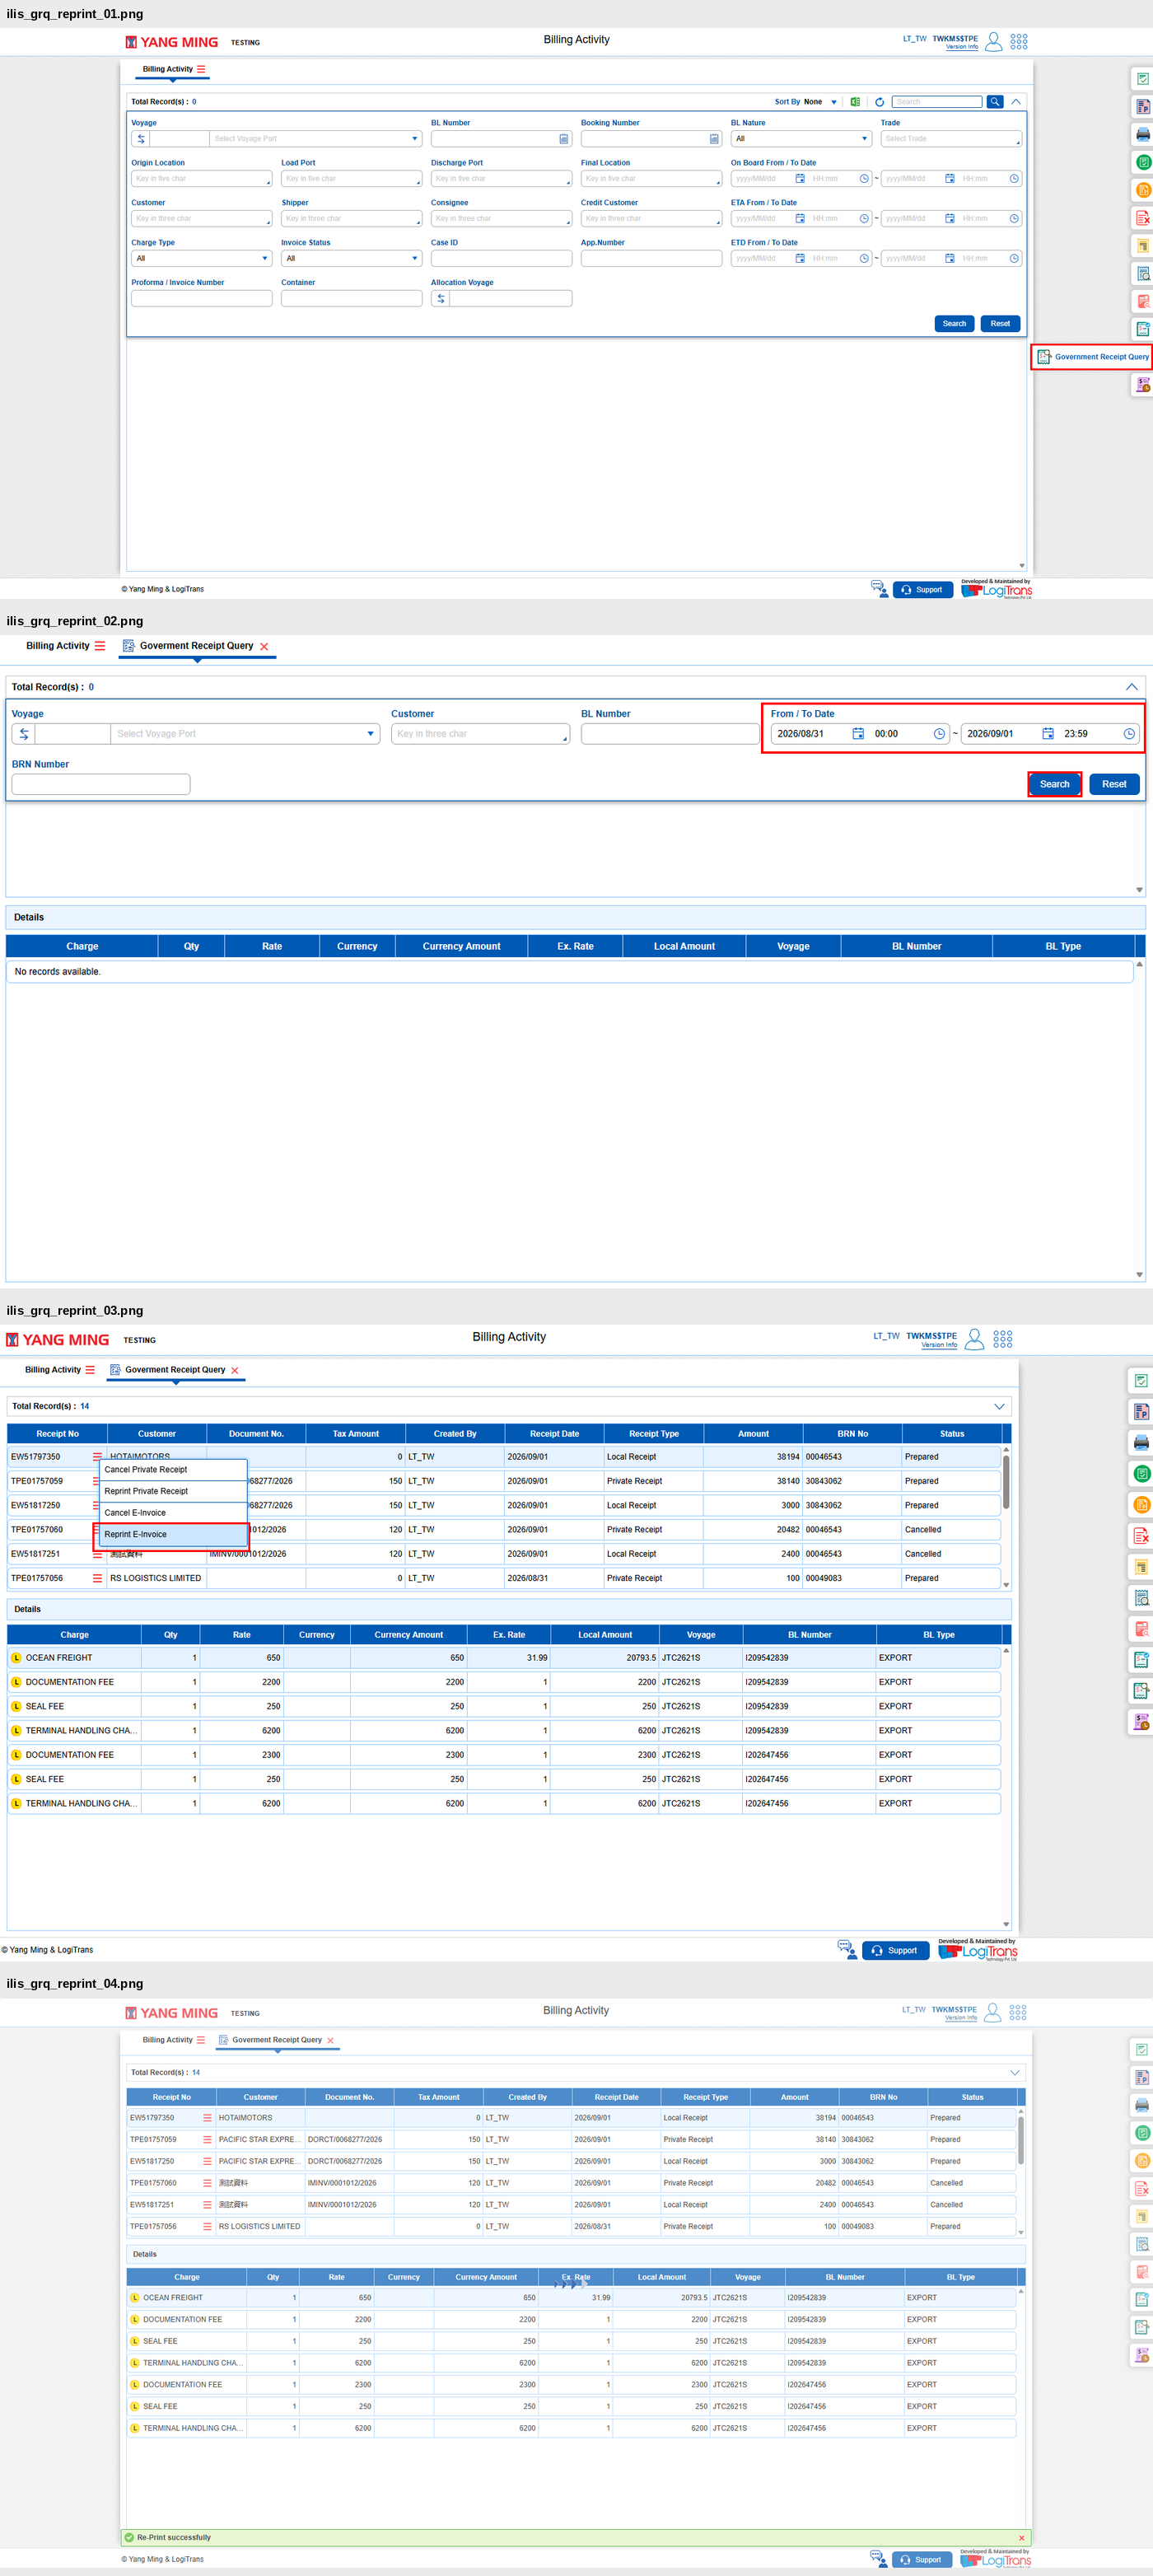 ilis_grq_reprint_01.png
YANG MING TESTING Billing Activity LT_TW TWKMS$TPE
Version Info
Billing Activity
Total Record(s) : 0 Sort By None Search
Voyage BL Number Booking Number BL Nature Trade
Select Voyage Port All Select Trade
Origin Location Load Port Discharge Port Final Location On Board From / To Date
Key in five char Key in five char Key in five char Key in five char yyyy/MM/dd HH:mm ~ yyyy/MM/dd HH:mm
Customer Shipper Consignee Credit Customer ETA From / To Date
Key in three char Key in three char Key in three char Key in three char yyyy/MM/dd HH:mm ~ yyyy/MM/dd HH:mm
Charge Type Invoice Status Case ID App.Number ETD From / To Date
All All yyyy/MM/dd HH:mm ~ yyyy/MM/dd HH:mm
Proforma / Invoice Number Container Allocation Voyage
Search Reset
Government Receipt Query
© Yang Ming & LogiTrans Support Developed & Maintained by
LogiTrans
Technology Pvt. Ltd.
ilis_grq_reprint_02.png
Billing Activity Goverment Receipt Query
Total Record(s) : 0
Voyage Customer BL Number From / To Date
Select Voyage Port Key in three char 2026/08/31 00:00 ~ 2026/09/01 23:59
BRN Number
Search Reset
Details
Charge Qty Rate Currency Currency Amount Ex. Rate Local Amount Voyage BL Number BL Type
No records available.
ilis_grq_reprint_03.png
YANG MING TESTING Billing Activity LT_TW TWKMS$TPE
Version Info
Billing Activity Goverment Receipt Query
Total Record(s) : 14
Receipt No Customer Document No. Tax Amount Created By Receipt Date Receipt Type Amount BRN No Status
EW51797350 HOTAIMOTORS 0 LT_TW 2026/09/01 Local Receipt 38194 00046543 Prepared
Cancel Private Receipt
TPE01757059 068277/2026 150 LT_TW 2026/09/01 Private Receipt 38140 30843062 Prepared
Reprint Private Receipt
EW51817250 068277/2026 150 LT_TW 2026/09/01 Local Receipt 3000 30843062 Prepared
Cancel E-Invoice
TPE01757060 1012/2026 120 LT_TW 2026/09/01 Private Receipt 20482 00046543 Cancelled
Reprint E-Invoice
EW51817251 測試資料 IMINV/0001012/2026 120 LT_TW 2026/09/01 Local Receipt 2400 00046543 Cancelled
TPE01757056 RS LOGISTICS LIMITED 0 LT_TW 2026/08/31 Private Receipt 100 00049083 Prepared
Details
Charge Qty Rate Currency Currency Amount Ex. Rate Local Amount Voyage BL Number BL Type
L OCEAN FREIGHT 1 650 650 31.99 20793.5 JTC2621S I209542839 EXPORT
L DOCUMENTATION FEE 1 2200 2200 1 2200 JTC2621S I209542839 EXPORT
L SEAL FEE 1 250 250 1 250 JTC2621S I209542839 EXPORT
L TERMINAL HANDLING CHA... 1 6200 6200 1 6200 JTC2621S I209542839 EXPORT
L DOCUMENTATION FEE 1 2300 2300 1 2300 JTC2621S I202647456 EXPORT
L SEAL FEE 1 250 250 1 250 JTC2621S I202647456 EXPORT
L TERMINAL HANDLING CHA... 1 6200 6200 1 6200 JTC2621S I202647456 EXPORT
© Yang Ming & LogiTrans Support Developed & Maintained by
LogiTrans
Technology Pvt. Ltd.
ilis_grq_reprint_04.png
YANG MING TESTING Billing Activity LT_TW TWKMS$TPE
Version Info
Billing Activity Goverment Receipt Query
Total Record(s) : 14
Receipt No Customer Document No. Tax Amount Created By Receipt Date Receipt Type Amount BRN No Status
EW51797350 HOTAIMOTORS 0 LT_TW 2026/09/01 Local Receipt 38194 00046543 Prepared
TPE01757059 PACIFIC STAR EXPRE... DORCT/0068277/2026 150 LT_TW 2026/09/01 Private Receipt 38140 30843062 Prepared
EW51817250 PACIFIC STAR EXPRE... DORCT/0068277/2026 150 LT_TW 2026/09/01 Local Receipt 3000 30843062 Prepared
TPE01757060 測試資料 IMINV/0001012/2026 120 LT_TW 2026/09/01 Private Receipt 20482 00046543 Cancelled
EW51817251 測試資料 IMINV/0001012/2026 120 LT_TW 2026/09/01 Local Receipt 2400 00046543 Cancelled
TPE01757056 RS LOGISTICS LIMITED 0 LT_TW 2026/08/31 Private Receipt 100 00049083 Prepared
Details
Charge Qty Rate Currency Currency Amount Ex. Rate Local Amount Voyage BL Number BL Type
L OCEAN FREIGHT 1 650 650 31.99 20793.5 JTC2621S I209542839 EXPORT
L DOCUMENTATION FEE 1 2200 2200 1 2200 JTC2621S I209542839 EXPORT
L SEAL FEE 1 250 250 1 250 JTC2621S I209542839 EXPORT
L TERMINAL HANDLING CHA... 1 6200 6200 1 6200 JTC2621S I209542839 EXPORT
L DOCUMENTATION FEE 1 2300 2300 1 2300 JTC2621S I202647456 EXPORT
L SEAL FEE 1 250 250 1 250 JTC2621S I202647456 EXPORT
L TERMINAL HANDLING CHA... 1 6200 6200 1 6200 JTC2621S I202647456 EXPORT
Re-Print successfully
© Yang Ming & LogiTrans Support Developed & Maintained by
LogiTrans
Technology Pvt. Ltd.